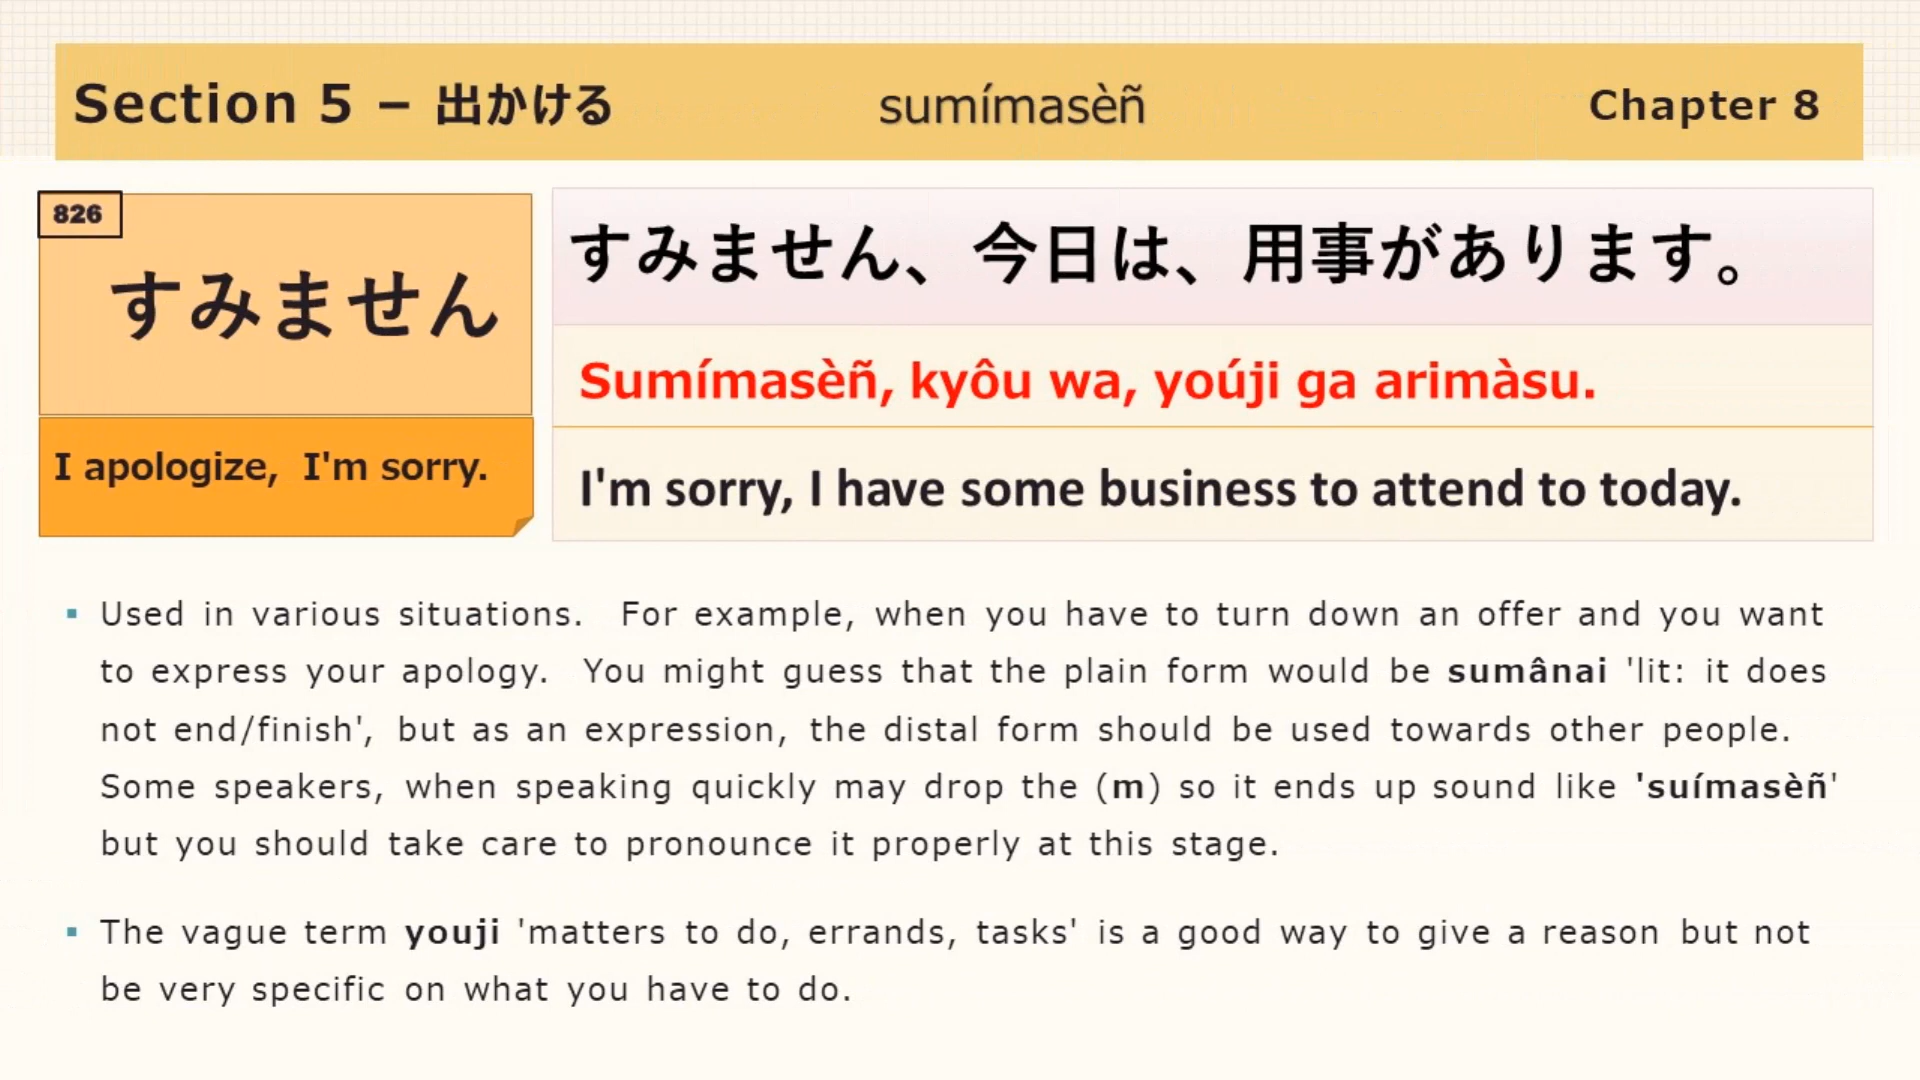 Section 5 – 出かける
sumímasèñ
Chapter 8
826
すみません
I apologize,  I'm sorry.
すみません、今日は、用事があります。
Sumímasèñ, kyôu wa, yoúji ga arimàsu.
I'm sorry, I have some business to attend to today.
▪ Used in various situations.  For example, when you have to turn down an offer and you want
to express your apology.  You might guess that the plain form would be sumânai 'lit: it does
not end/finish', but as an expression, the distal form should be used towards other people.
Some speakers, when speaking quickly may drop the (m) so it ends up sound like 'suímasèñ'
but you should take care to pronounce it properly at this stage.
▪ The vague term youji 'matters to do, errands, tasks' is a good way to give a reason but not
be very specific on what you have to do.